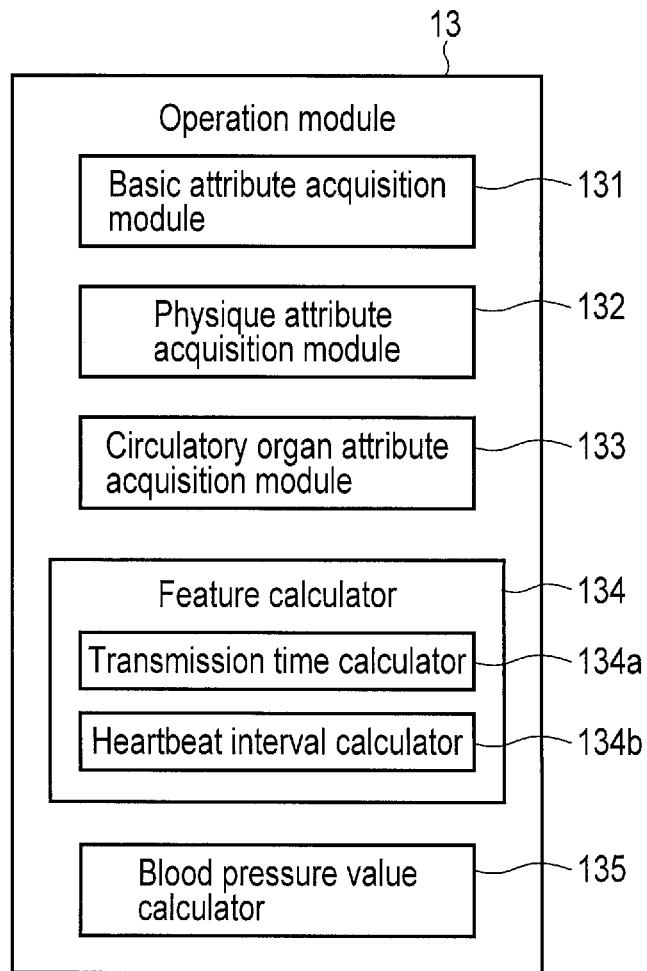 13
Operation module
Basic attribute acquisition
module
131
Physique attribute
acquisition module
132
Circulatory organ attribute
acquisition module
133
Feature calculator
134
Transmission time calculator
134a
Heartbeat interval calculator
134b
Blood pressure value
calculator
135